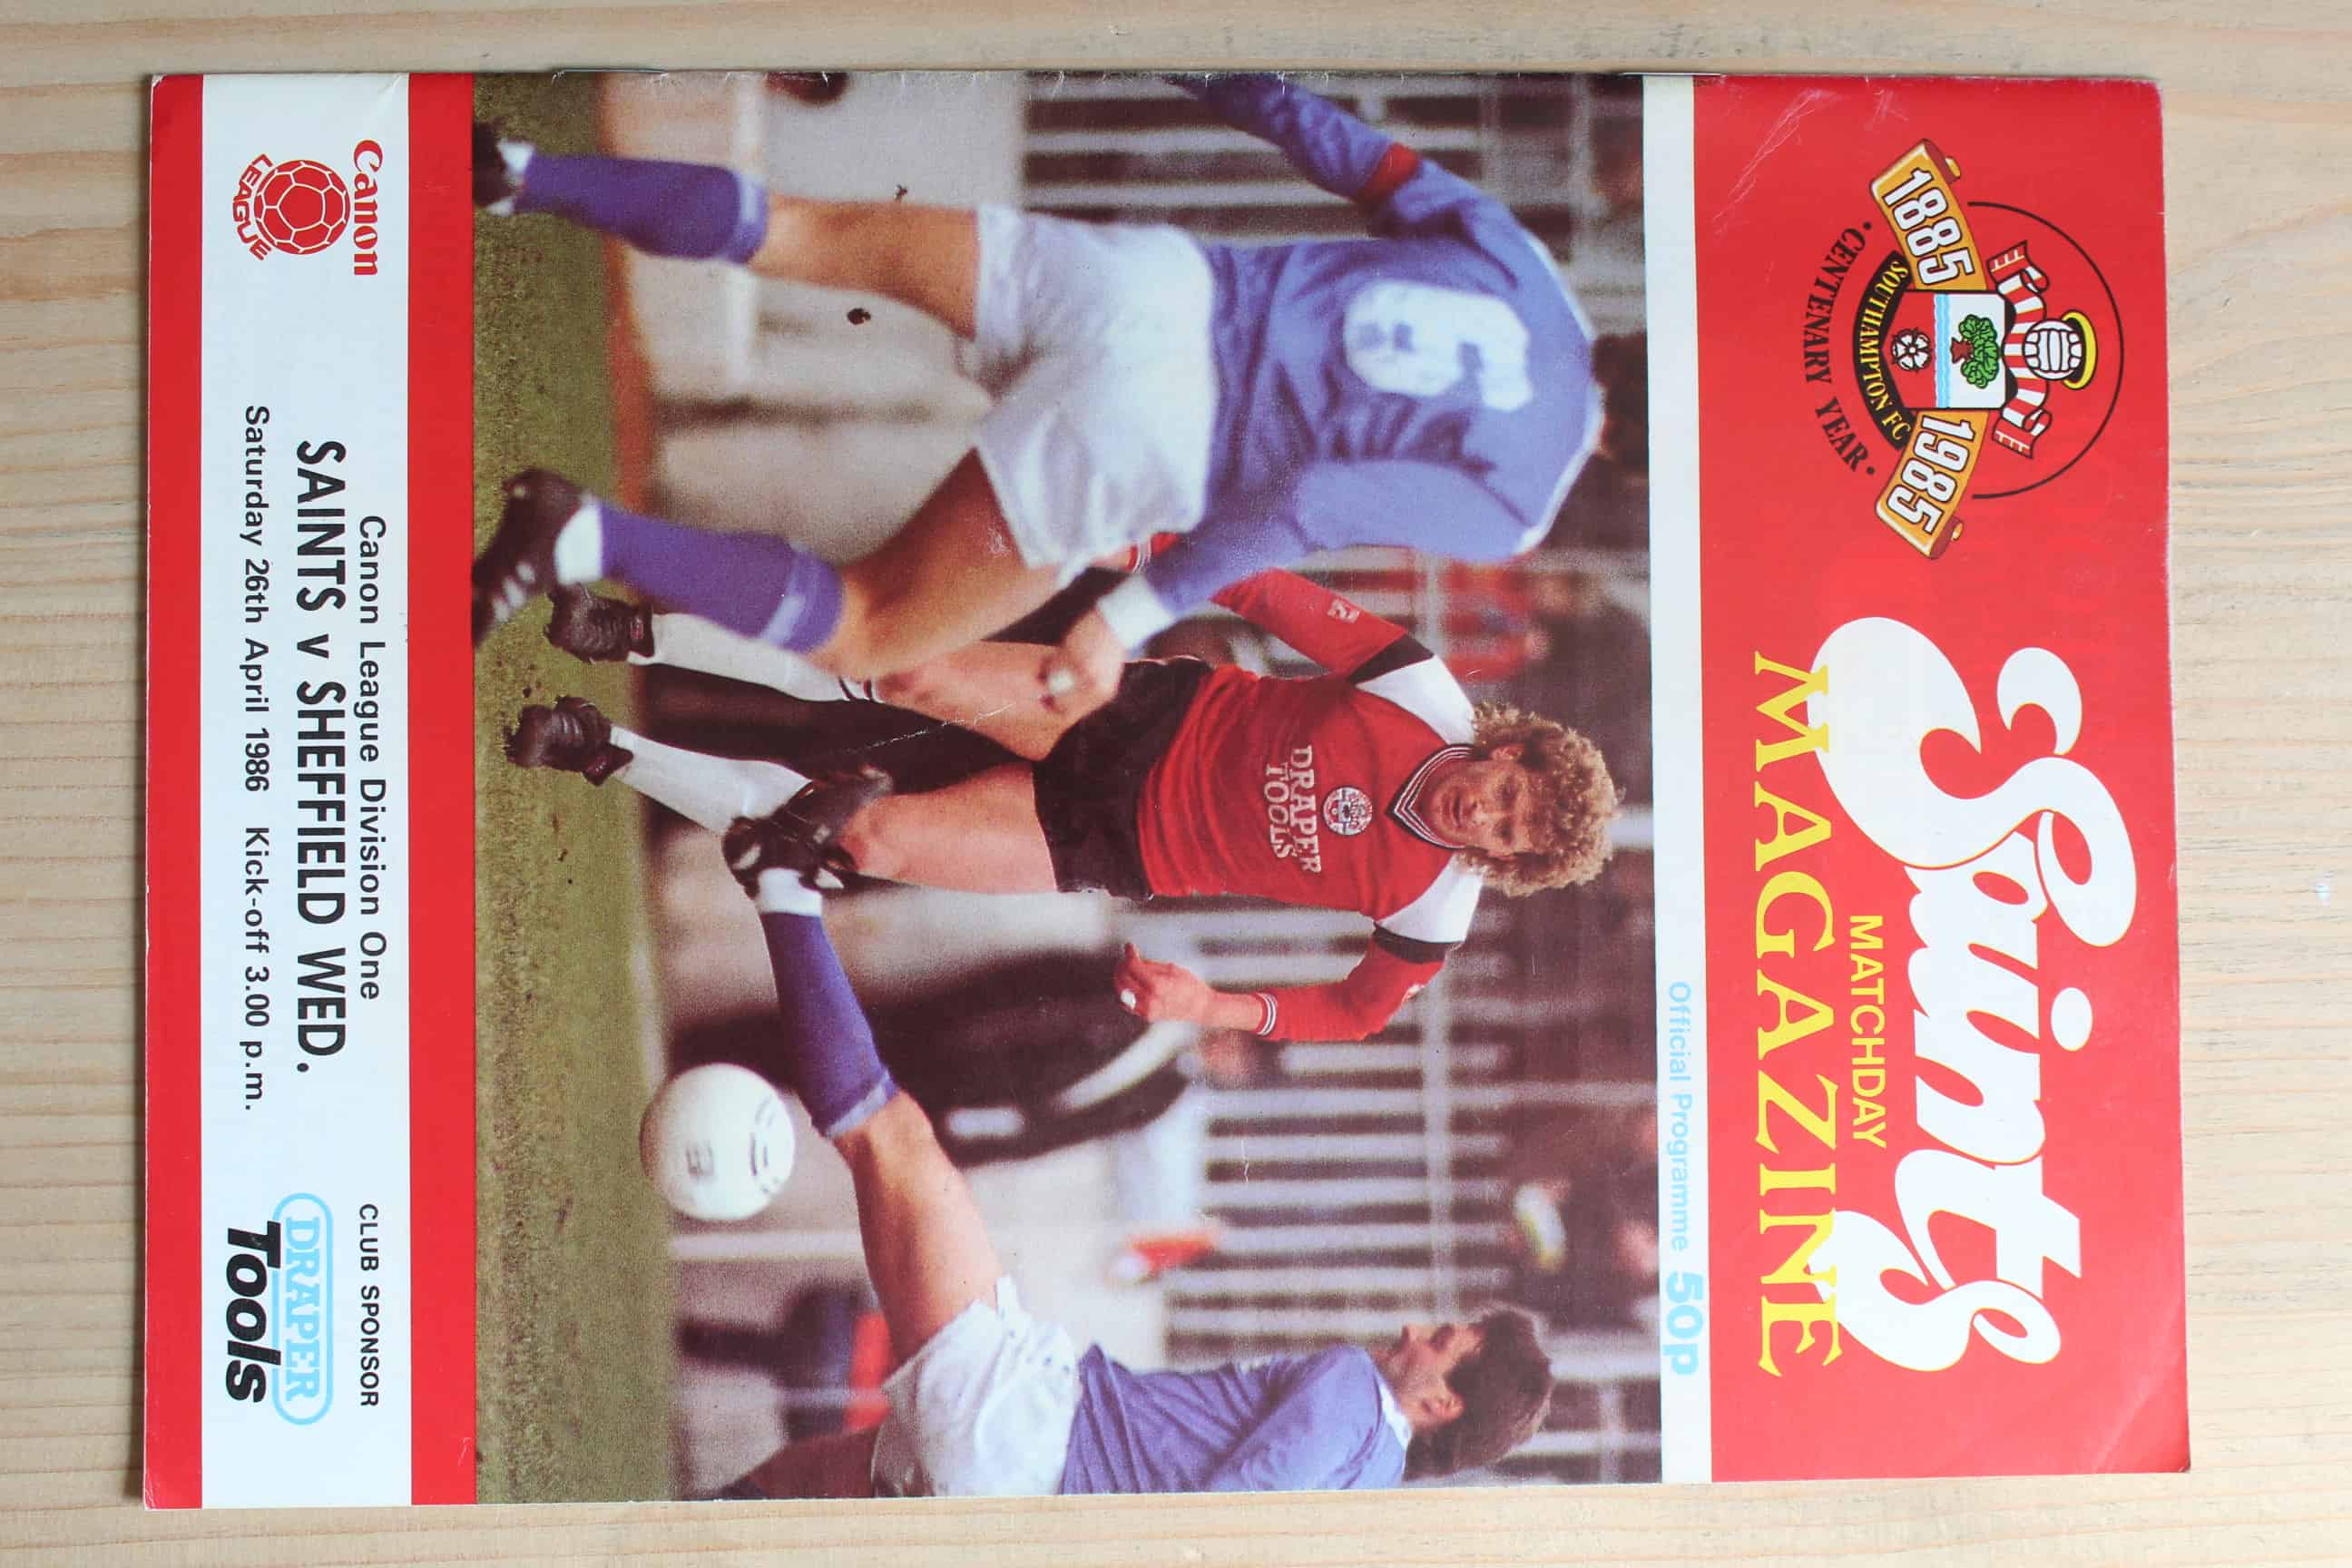 1885
1985
SOUTHAMPTON FC
• CENTENARY YEAR •
Saints
MATCHDAY
MAGAZINE
Official Programme 50p
6
DRAPER
TOOLS
Canon
LEAGUE
Canon League Division One
SAINTS v SHEFFIELD WED.
Saturday 26th April 1986 Kick-off 3.00 p.m.
CLUB SPONSOR
DRAPER
Tools